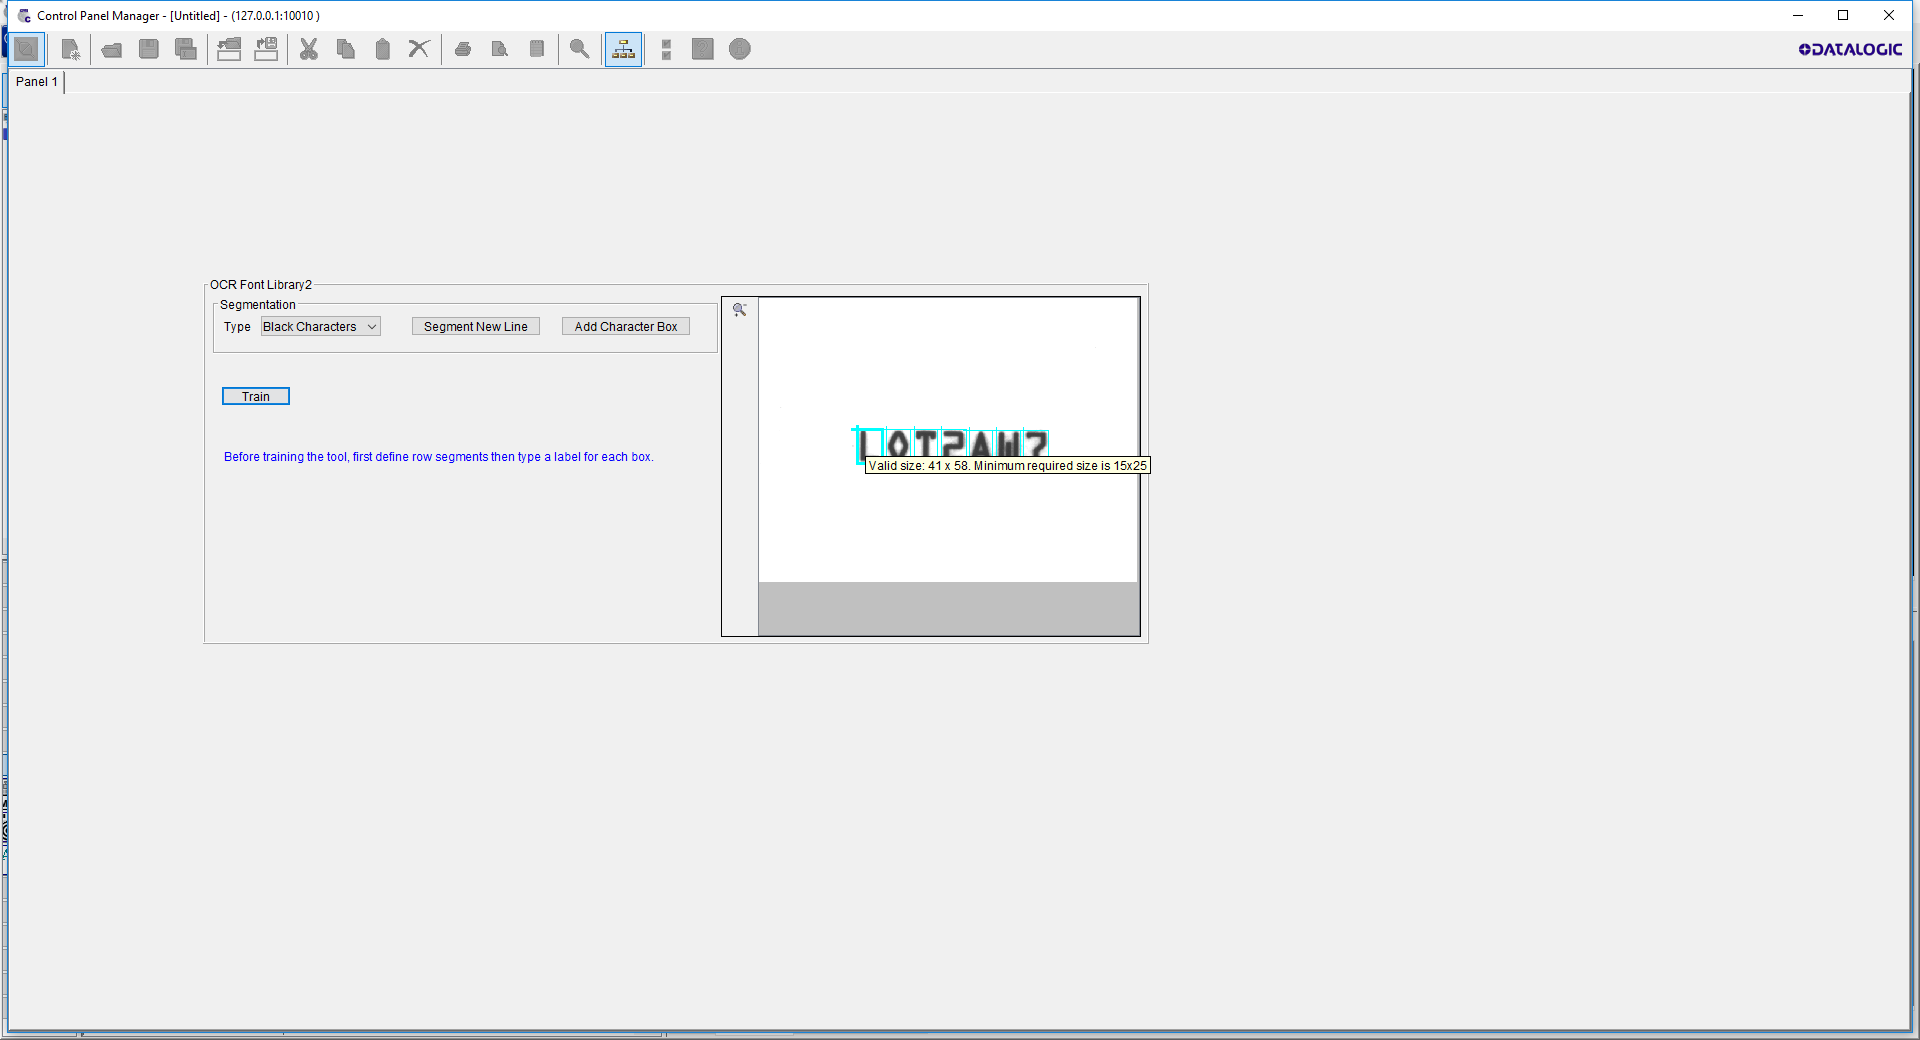 Control Panel Manager - [Untitled] - (127.0.0.1:10010 )
DATALOGIC
Panel 1
OCR Font Library2
Segmentation
Type Black Characters Segment New Line Add Character Box
Train
Before training the tool, first define row segments then type a label for each box.
Valid size: 41 x 58. Minimum required size is 15x25